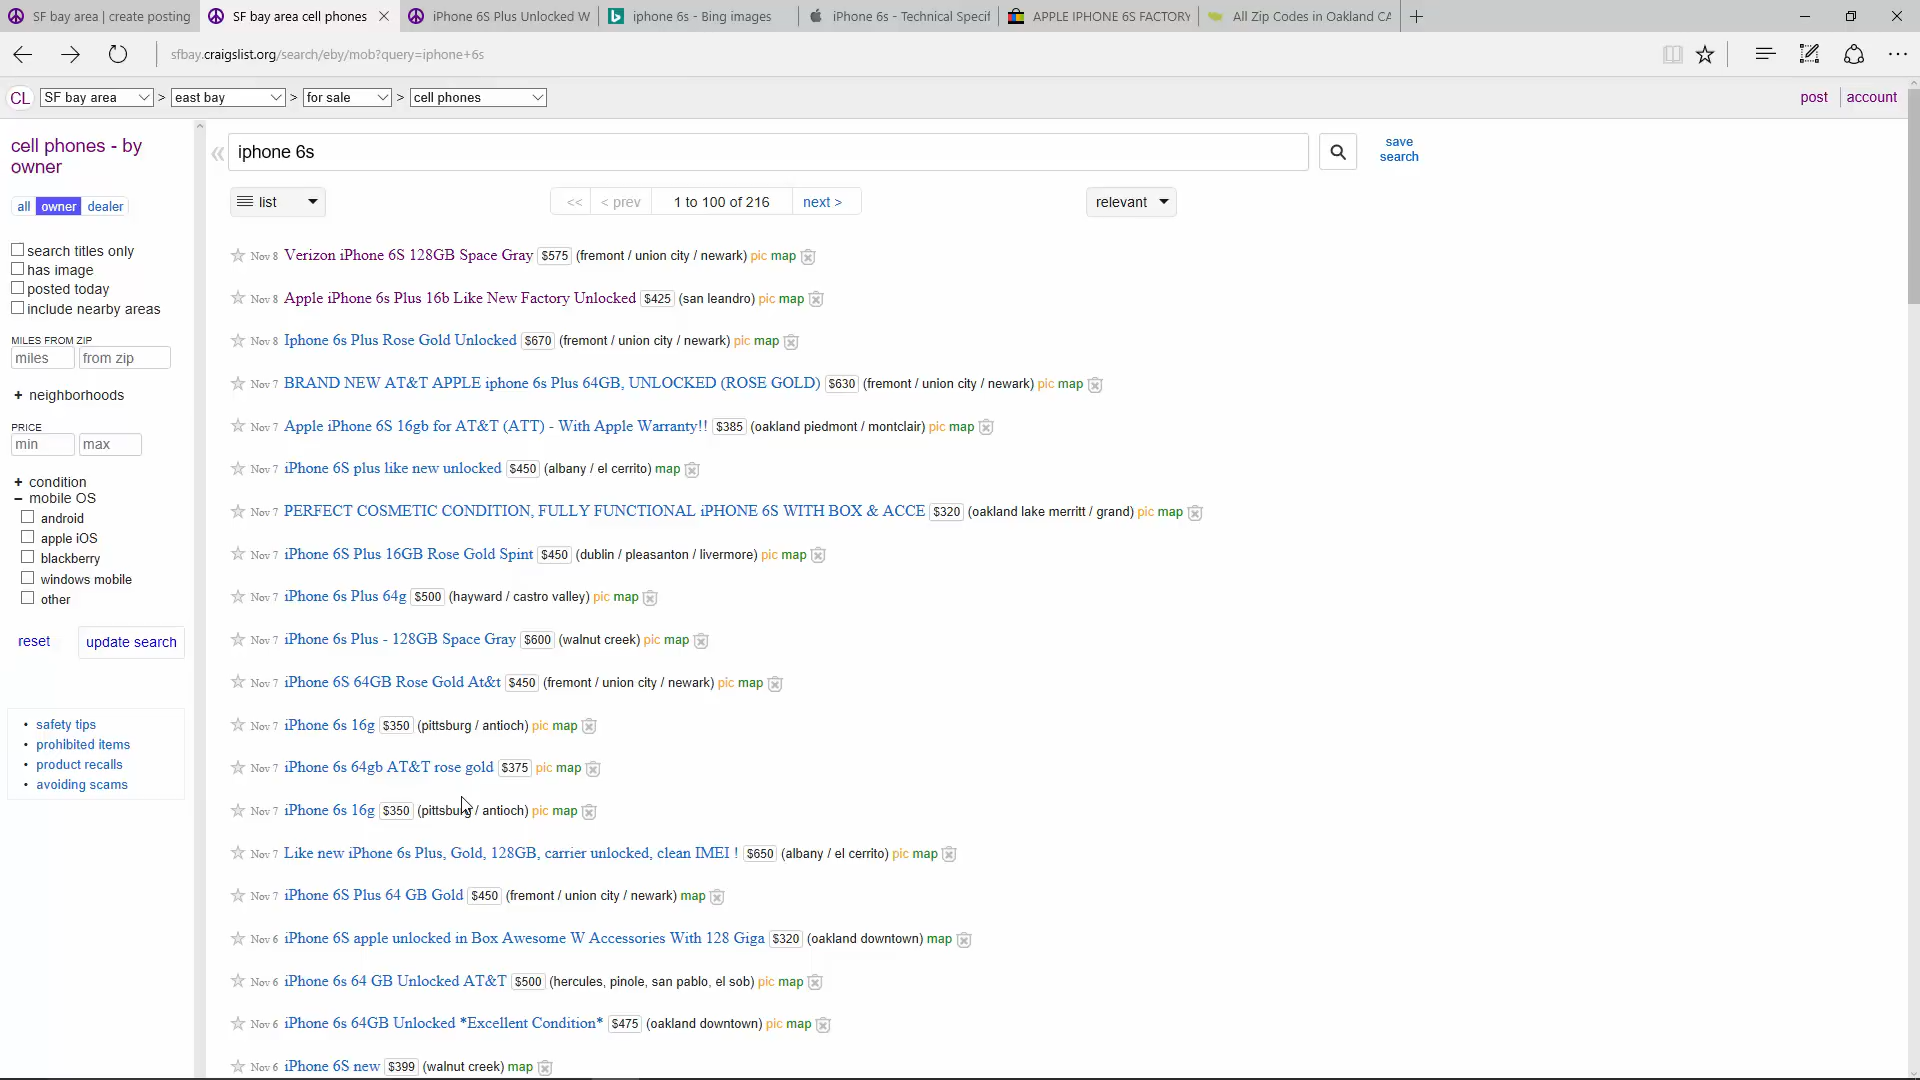 SF bay area | create posting
SF bay area cell phones
iPhone 6S Plus Unlocked W
iphone 6s - Bing images
iPhone 6s - Technical Specif
APPLE IPHONE 6S FACTORY
All Zip Codes in Oakland CA
sfbay.craigslist.org/search/eby/mob?query=iphone+6s
CL SF bay area > east bay > for sale > cell phones
post account
cell phones - by owner
all owner dealer
search titles only
has image
posted today
include nearby areas
MILES FROM ZIP
miles from zip
+ neighborhoods
PRICE
min max
+ condition
– mobile OS
android
apple iOS
blackberry
windows mobile
other
reset update search
• safety tips
• prohibited items
• product recalls
• avoiding scams
« iphone 6s
save search
list << < prev 1 to 100 of 216 next > relevant
Nov 8 Verizon iPhone 6S 128GB Space Gray $575 (fremont / union city / newark) pic map
Nov 8 Apple iPhone 6s Plus 16b Like New Factory Unlocked $425 (san leandro) pic map
Nov 8 Iphone 6s Plus Rose Gold Unlocked $670 (fremont / union city / newark) pic map
Nov 7 BRAND NEW AT&T APPLE iphone 6s Plus 64GB, UNLOCKED (ROSE GOLD) $630 (fremont / union city / newark) pic map
Nov 7 Apple iPhone 6S 16gb for AT&T (ATT) - With Apple Warranty!! $385 (oakland piedmont / montclair) pic map
Nov 7 iPhone 6S plus like new unlocked $450 (albany / el cerrito) map
Nov 7 PERFECT COSMETIC CONDITION, FULLY FUNCTIONAL iPHONE 6S WITH BOX & ACCE $320 (oakland lake merritt / grand) pic map
Nov 7 iPhone 6S Plus 16GB Rose Gold Spint $450 (dublin / pleasanton / livermore) pic map
Nov 7 iPhone 6s Plus 64g $500 (hayward / castro valley) pic map
Nov 7 iPhone 6s Plus - 128GB Space Gray $600 (walnut creek) pic map
Nov 7 iPhone 6S 64GB Rose Gold At&t $450 (fremont / union city / newark) pic map
Nov 7 iPhone 6s 16g $350 (pittsburg / antioch) pic map
Nov 7 iPhone 6s 64gb AT&T rose gold $375 pic map
Nov 7 iPhone 6s 16g $350 (pittsburg / antioch) pic map
Nov 7 Like new iPhone 6s Plus, Gold, 128GB, carrier unlocked, clean IMEI ! $650 (albany / el cerrito) pic map
Nov 7 iPhone 6S Plus 64 GB Gold $450 (fremont / union city / newark) map
Nov 6 iPhone 6S apple unlocked in Box Awesome W Accessories With 128 Giga $320 (oakland downtown) map
Nov 6 iPhone 6s 64 GB Unlocked AT&T $500 (hercules, pinole, san pablo, el sob) pic map
Nov 6 iPhone 6s 64GB Unlocked *Excellent Condition* $475 (oakland downtown) pic map
Nov 6 iPhone 6S new $399 (walnut creek) map